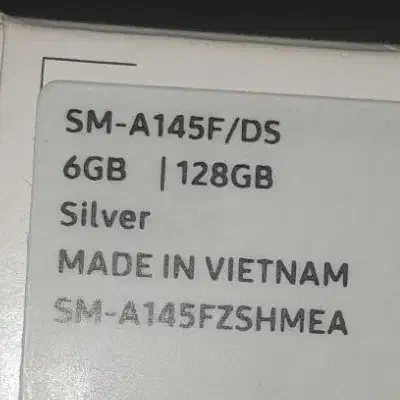 SM-A145F/DS
6GB | 128GB
Silver
MADE IN VIETNAM
SM-A145FZSHMEA